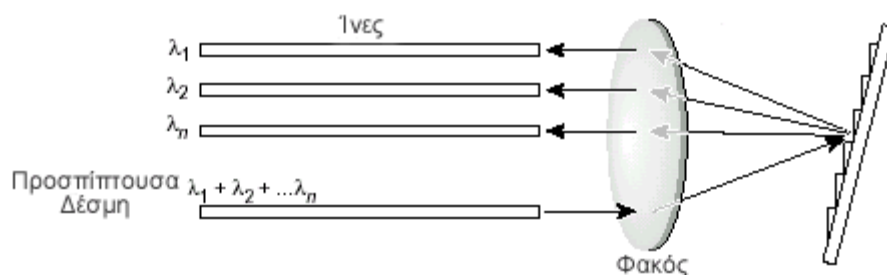 Ίνες
λ1
λ2
λn
Προσπίπτουσα
Δέσμη
λ1 + λ2 + ...λn
Φακός